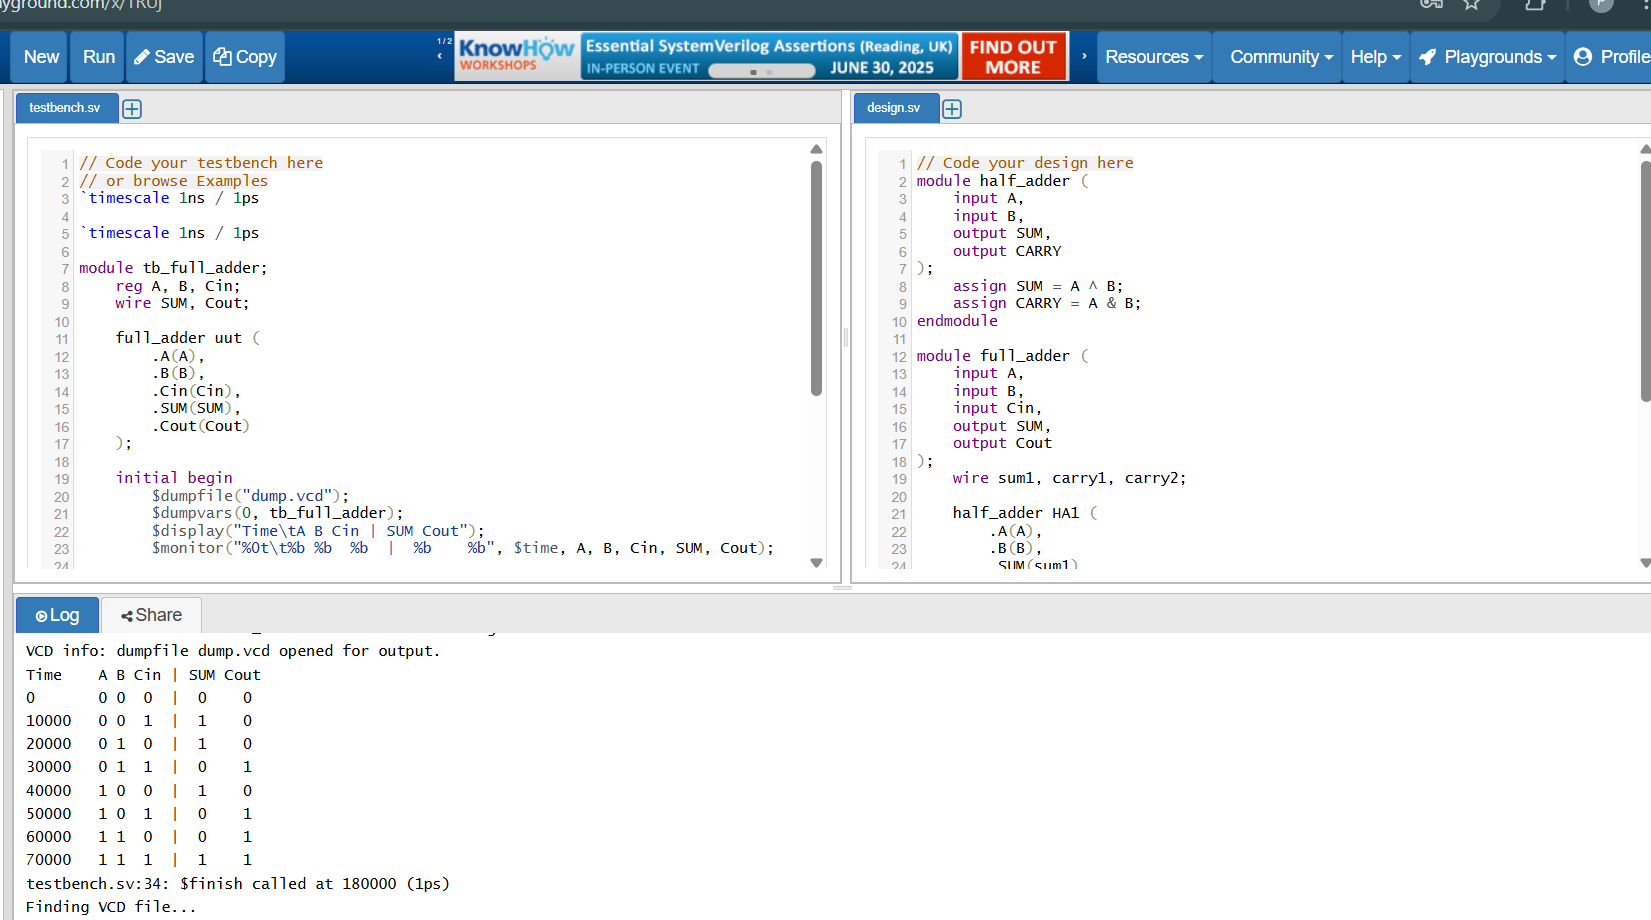 yground.com/x/TRUj
New Run Save Copy
1/2 KnowHow WORKSHOPS Essential SystemVerilog Assertions (Reading, UK) IN-PERSON EVENT JUNE 30, 2025 FIND OUT MORE
Resources Community Help Playgrounds Profile
testbench.sv
1 // Code your testbench here
2 // or browse Examples
3 `timescale 1ns / 1ps
4
5 `timescale 1ns / 1ps
6
7 module tb_full_adder;
8 reg A, B, Cin;
9 wire SUM, Cout;
10
11 full_adder uut (
12 .A(A),
13 .B(B),
14 .Cin(Cin),
15 .SUM(SUM),
16 .Cout(Cout)
17 );
18
19 initial begin
20 $dumpfile("dump.vcd");
21 $dumpvars(0, tb_full_adder);
22 $display("Time\tA B Cin | SUM Cout");
23 $monitor("%0t\t%b %b  %b  |  %b    %b", $time, A, B, Cin, SUM, Cout);
24
design.sv
1 // Code your design here
2 module half_adder (
3 input A,
4 input B,
5 output SUM,
6 output CARRY
7 );
8 assign SUM = A ^ B;
9 assign CARRY = A & B;
10 endmodule
11
12 module full_adder (
13 input A,
14 input B,
15 input Cin,
16 output SUM,
17 output Cout
18 );
19 wire sum1, carry1, carry2;
20
21 half_adder HA1 (
22 .A(A),
23 .B(B),
24 .SUM(sum1)
Log Share
VCD info: dumpfile dump.vcd opened for output.
Time A B Cin | SUM Cout
0 0 0 0 | 0 0
10000 0 0 1 | 1 0
20000 0 1 0 | 1 0
30000 0 1 1 | 0 1
40000 1 0 0 | 1 0
50000 1 0 1 | 0 1
60000 1 1 0 | 0 1
70000 1 1 1 | 1 1
testbench.sv:34: $finish called at 180000 (1ps)
Finding VCD file...